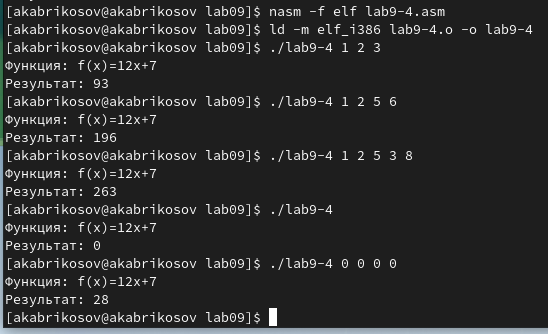 [akabrikosov@akabrikosov lab09]$ nasm -f elf lab9-4.asm
[akabrikosov@akabrikosov lab09]$ ld -m elf_i386 lab9-4.o -o lab9-4
[akabrikosov@akabrikosov lab09]$ ./lab9-4 1 2 3
Функция: f(x)=12x+7
Результат: 93
[akabrikosov@akabrikosov lab09]$ ./lab9-4 1 2 5 6
Функция: f(x)=12x+7
Результат: 196
[akabrikosov@akabrikosov lab09]$ ./lab9-4 1 2 5 3 8
Функция: f(x)=12x+7
Результат: 263
[akabrikosov@akabrikosov lab09]$ ./lab9-4
Функция: f(x)=12x+7
Результат: 0
[akabrikosov@akabrikosov lab09]$ ./lab9-4 0 0 0 0
Функция: f(x)=12x+7
Результат: 28
[akabrikosov@akabrikosov lab09]$